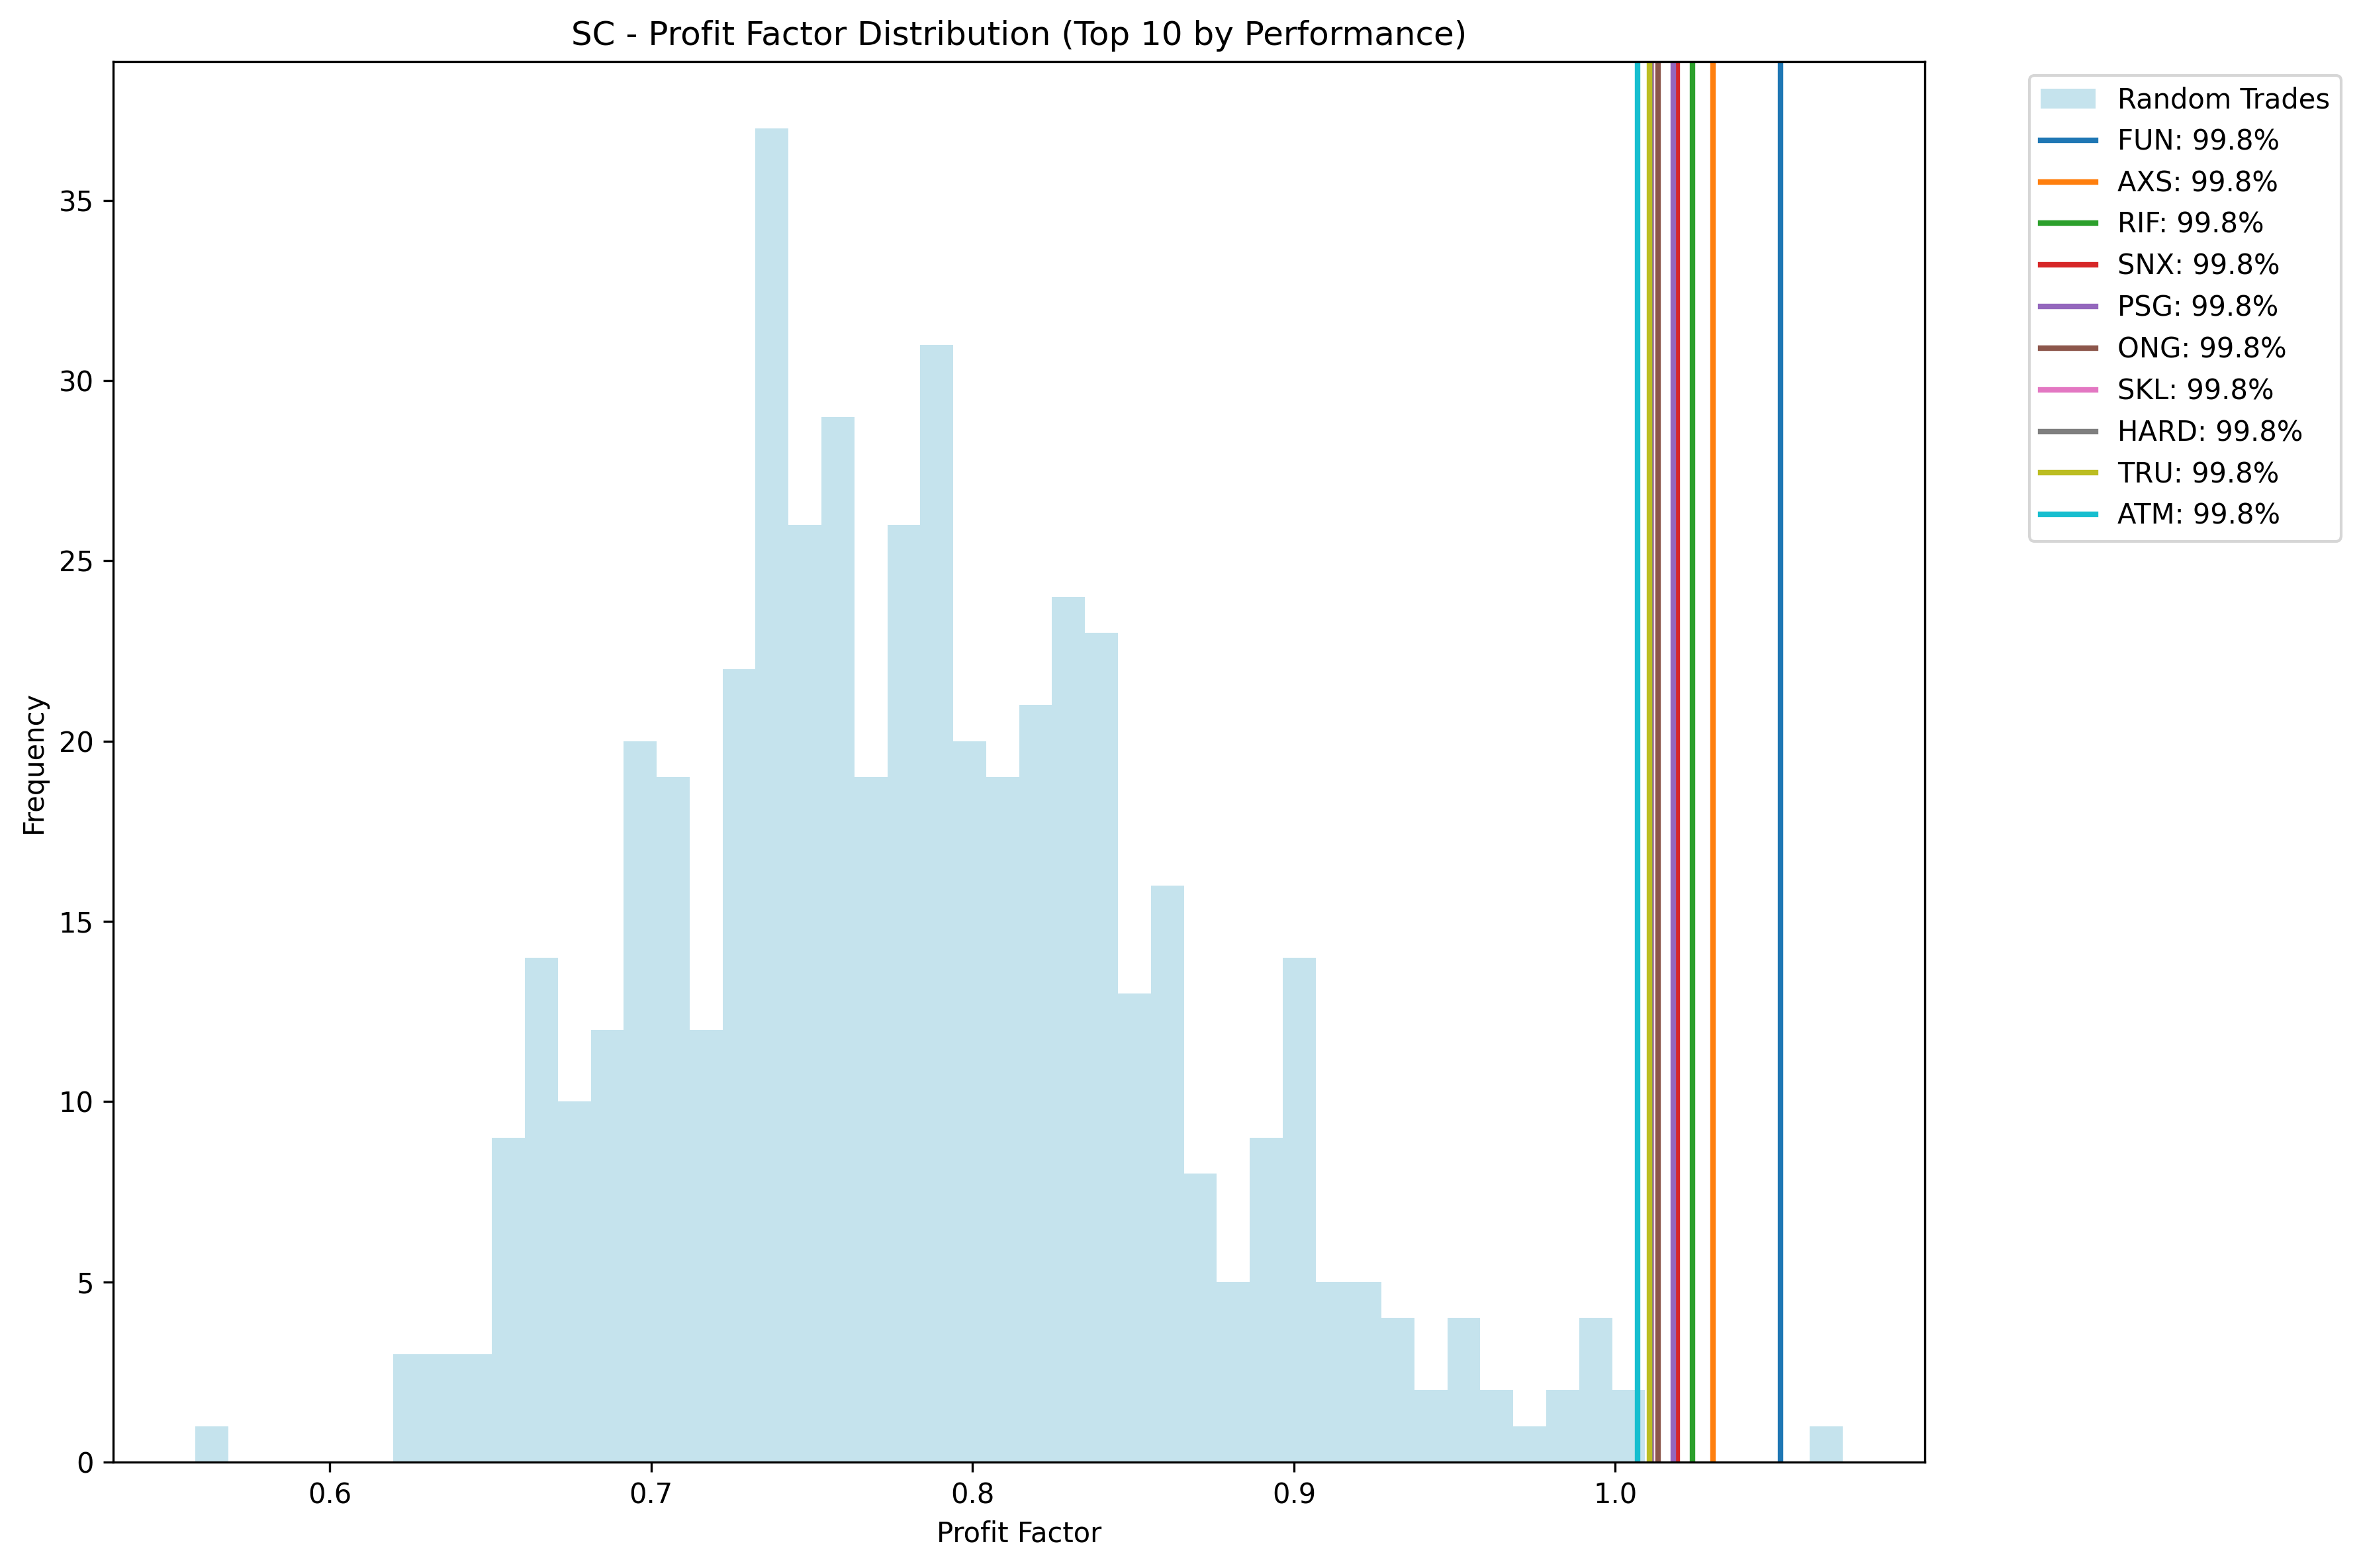 SC - Profit Factor Distribution (Top 10 by Performance)
Frequency
35
30
25
20
15
10
5
0
0.6
0.7
0.8
0.9
1.0
Profit Factor
Random Trades
FUN: 99.8%
AXS: 99.8%
RIF: 99.8%
SNX: 99.8%
PSG: 99.8%
ONG: 99.8%
SKL: 99.8%
HARD: 99.8%
TRU: 99.8%
ATM: 99.8%